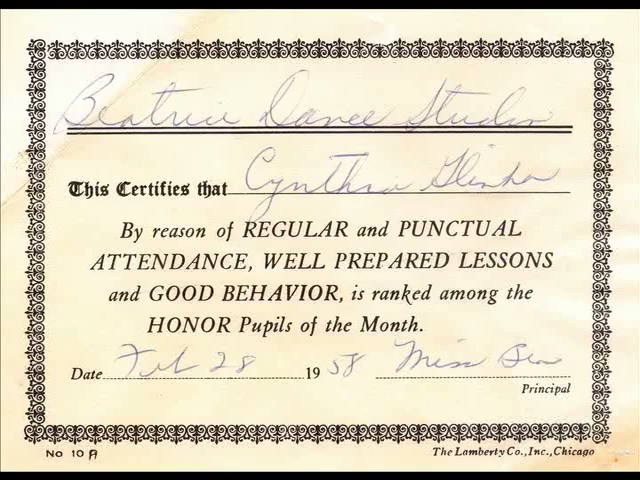 Beatrice Dance Studio
This Certifies that Cynthia Glinka
By reason of REGULAR and PUNCTUAL
ATTENDANCE, WELL PREPARED LESSONS
and GOOD BEHAVIOR, is ranked among the
HONOR Pupils of the Month.
Date Feb 28 1958 Miss Bea
Principal
No 10 A The Lamberty Co., Inc., Chicago